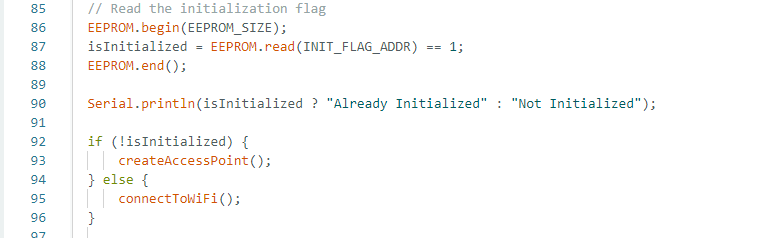 85 // Read the initialization flag
86 EEPROM.begin(EEPROM_SIZE);
87 isInitialized = EEPROM.read(INIT_FLAG_ADDR) == 1;
88 EEPROM.end();
89
90 Serial.println(isInitialized ? "Already Initialized" : "Not Initialized");
91
92 if (!isInitialized) {
93 createAccessPoint();
94 } else {
95 connectToWiFi();
96 }
97